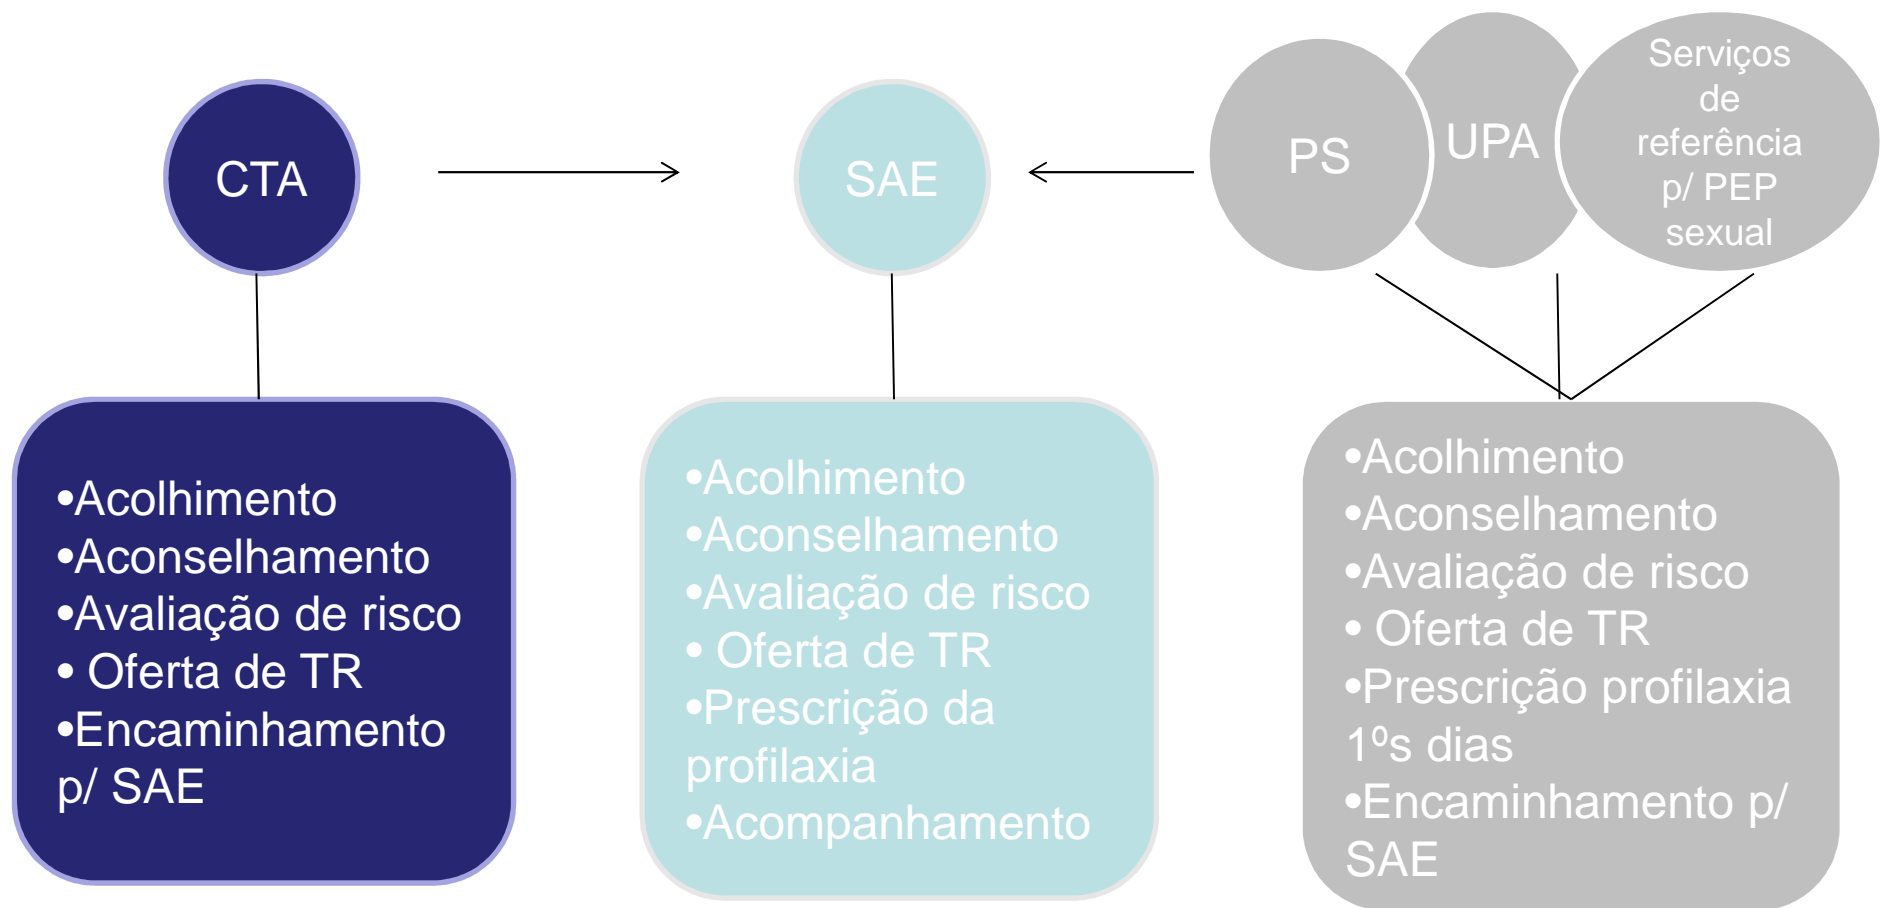 CTA
SAE
PS
UPA
Serviços
de
referência
p/ PEP
sexual
•Acolhimento
•Aconselhamento
•Avaliação de risco
• Oferta de TR
•Encaminhamento
p/ SAE
•Acolhimento
•Aconselhamento
•Avaliação de risco
• Oferta de TR
•Prescrição da
profilaxia
•Acompanhamento
•Acolhimento
•Aconselhamento
•Avaliação de risco
• Oferta de TR
•Prescrição profilaxia
1ºs dias
•Encaminhamento p/
SAE